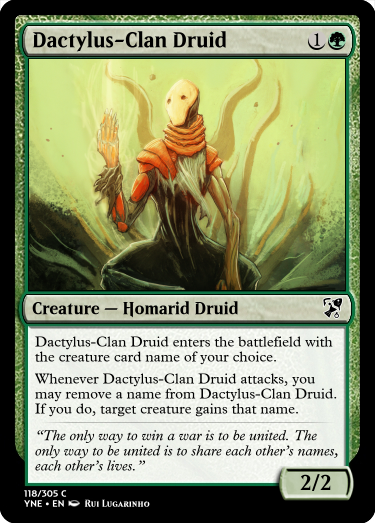 Dactylus-Clan Druid 1
Creature — Homarid Druid
Dactylus-Clan Druid enters the battlefield with
the creature card name of your choice.
Whenever Dactylus-Clan Druid attacks, you
may remove a name from Dactylus-Clan Druid.
If you do, target creature gains that name.
“The only way to win a war is to be united. The
only way to be united is to share each other’s names,
each other’s lives.”
2/2
118/305 C
YNE • EN Rui Lugarinho